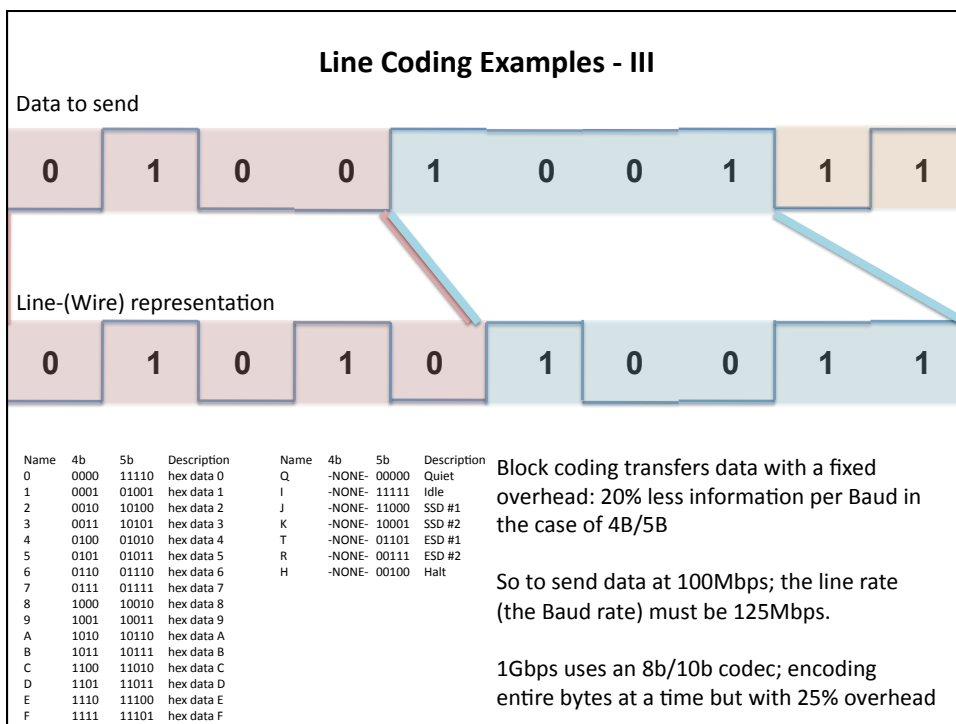 Line Coding Examples - III
Data to send
0 1 0 0 1 0 0 1 1 1
Line-(Wire) representation
0 1 0 1 0 1 0 0 1 1
Name 4b 5b Description
0 0000 11110 hex data 0
1 0001 01001 hex data 1
2 0010 10100 hex data 2
3 0011 10101 hex data 3
4 0100 01010 hex data 4
5 0101 01011 hex data 5
6 0110 01110 hex data 6
7 0111 01111 hex data 7
8 1000 10010 hex data 8
9 1001 10011 hex data 9
A 1010 10110 hex data A
B 1011 10111 hex data B
C 1100 11010 hex data C
D 1101 11011 hex data D
E 1110 11100 hex data E
F 1111 11101 hex data F
Name 4b 5b Description
Q -NONE- 00000 Quiet
I -NONE- 11111 Idle
J -NONE- 11000 SSD #1
K -NONE- 10001 SSD #2
T -NONE- 01101 ESD #1
R -NONE- 00111 ESD #2
H -NONE- 00100 Halt
Block coding transfers data with a fixed
overhead: 20% less information per Baud in
the case of 4B/5B
So to send data at 100Mbps; the line rate
(the Baud rate) must be 125Mbps.
1Gbps uses an 8b/10b codec; encoding
entire bytes at a time but with 25% overhead